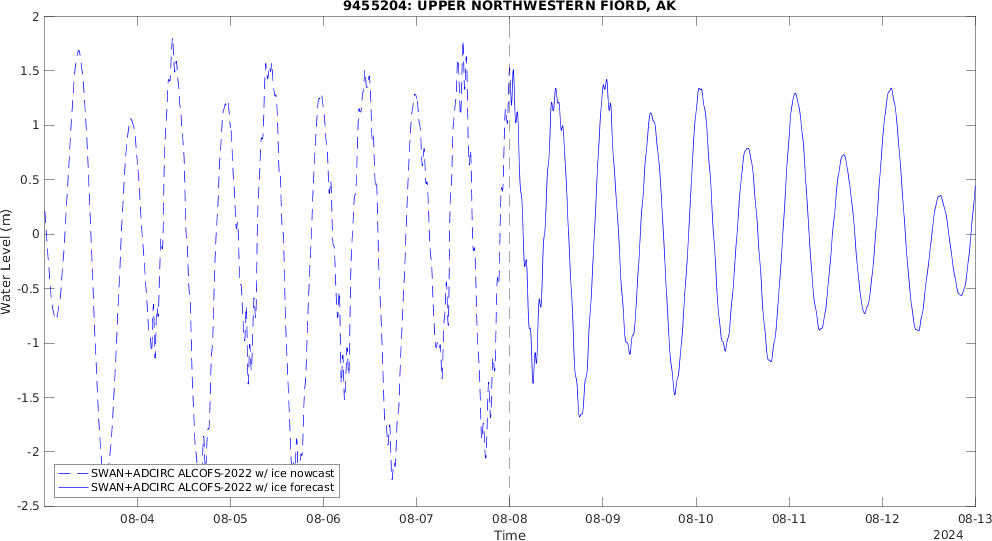 9455204: UPPER NORTHWESTERN FIORD, AK
Water Level (m)
2
1.5
1
0.5
0
-0.5
-1
-1.5
-2
-2.5
SWAN+ADCIRC ALCOFS-2022 w/ ice nowcast
SWAN+ADCIRC ALCOFS-2022 w/ ice forecast
08-04 08-05 08-06 08-07 08-08 08-09 08-10 08-11 08-12 08-13
Time
2024